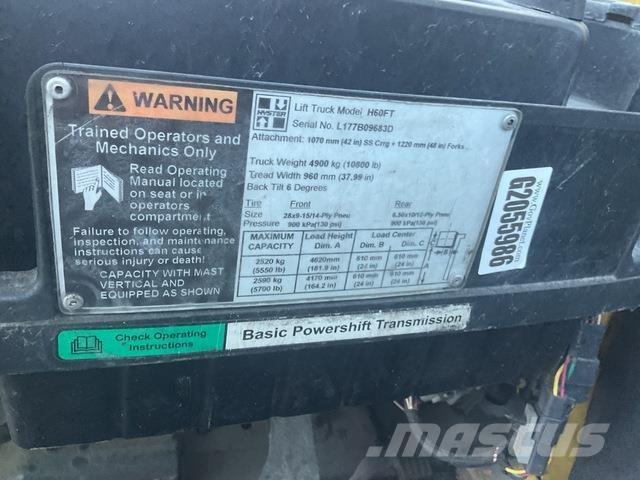 WARNING
Trained Operators and
Mechanics Only
Read Operating
Manual located
on seat or in
operators
compartment
Failure to follow operating,
inspection, and maintenance
instructions can cause
serious injury or death!
CAPACITY WITH MAST
VERTICAL AND
EQUIPPED AS SHOWN
HYSTER
Lift Truck Model H60FT
Serial No. L177B09683D
Attachment: 1070 mm (42 in) SS Crrg + 1220 mm (48 in) Forks
Truck Weight 4900 kg (10800 lb)
Tread Width 960 mm (37.99 in)
Back Tilt 6 Degrees
Tire Front Rear
Size 28x9-15/14-Ply Pneu 6.50x10/12-Ply Pneu
Pressure 900 kPa(130 psi) 900 kPa(130 psi)
MAXIMUM CAPACITY Load Height Dim. A Load Center Dim. B Dim. C
2520 kg (5550 lb) 4620mm (181.9 in) 610 mm (24 in) 610 mm (24 in)
2590 kg (5700 lb) 4170 mm (164.2 in) 610 mm (24 in) 610 mm (24 in)
GZ055966
Check Operating
Instructions
Basic Powershift Transmission
MASCUS